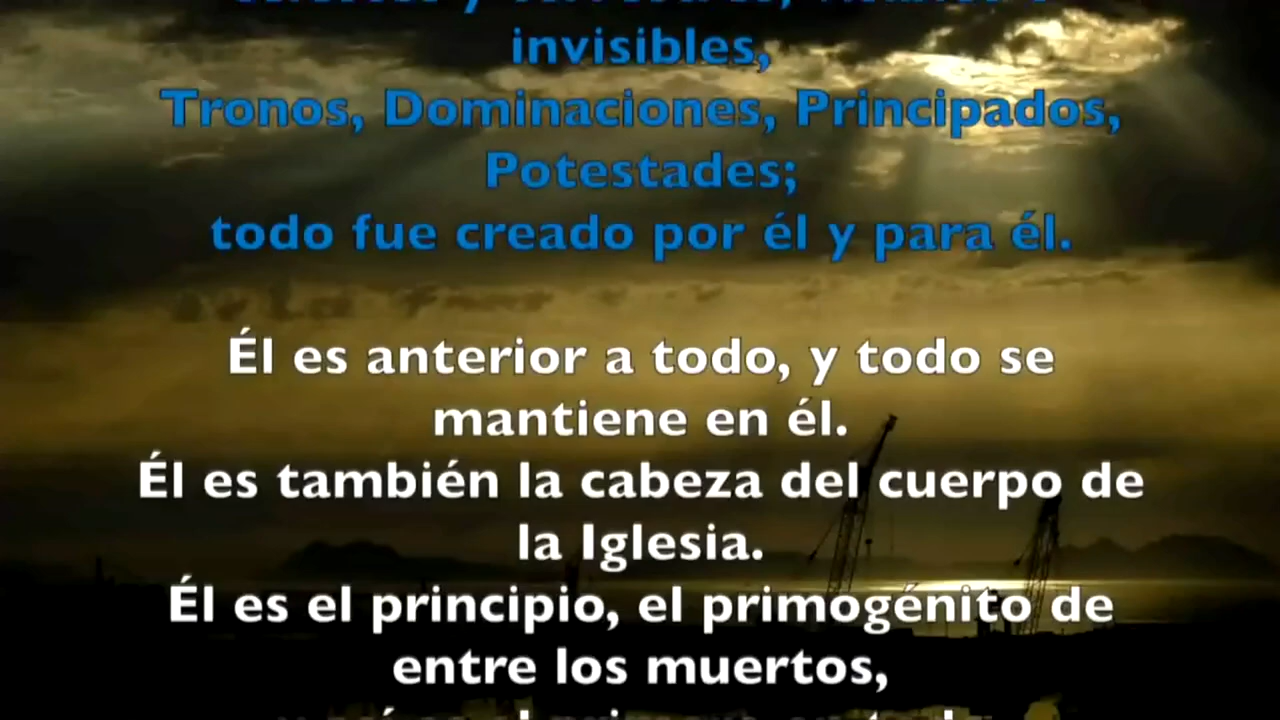 invisibles,
Tronos, Dominaciones, Principados,
Potestades;
todo fue creado por él y para él.
Él es anterior a todo, y todo se
mantiene en él.
Él es también la cabeza del cuerpo de
la Iglesia.
Él es el principio, el primogénito de
entre los muertos,